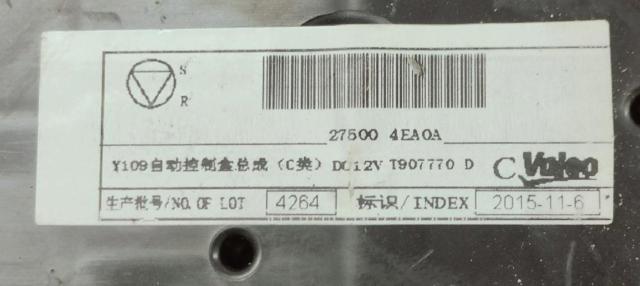 S
R
27500 4EA0A
Y109自动控制盒总成（C类） DC12V T907770 D C Valeo
生产批号/NO. OF LOT 4264 标识/INDEX 2015-11-6